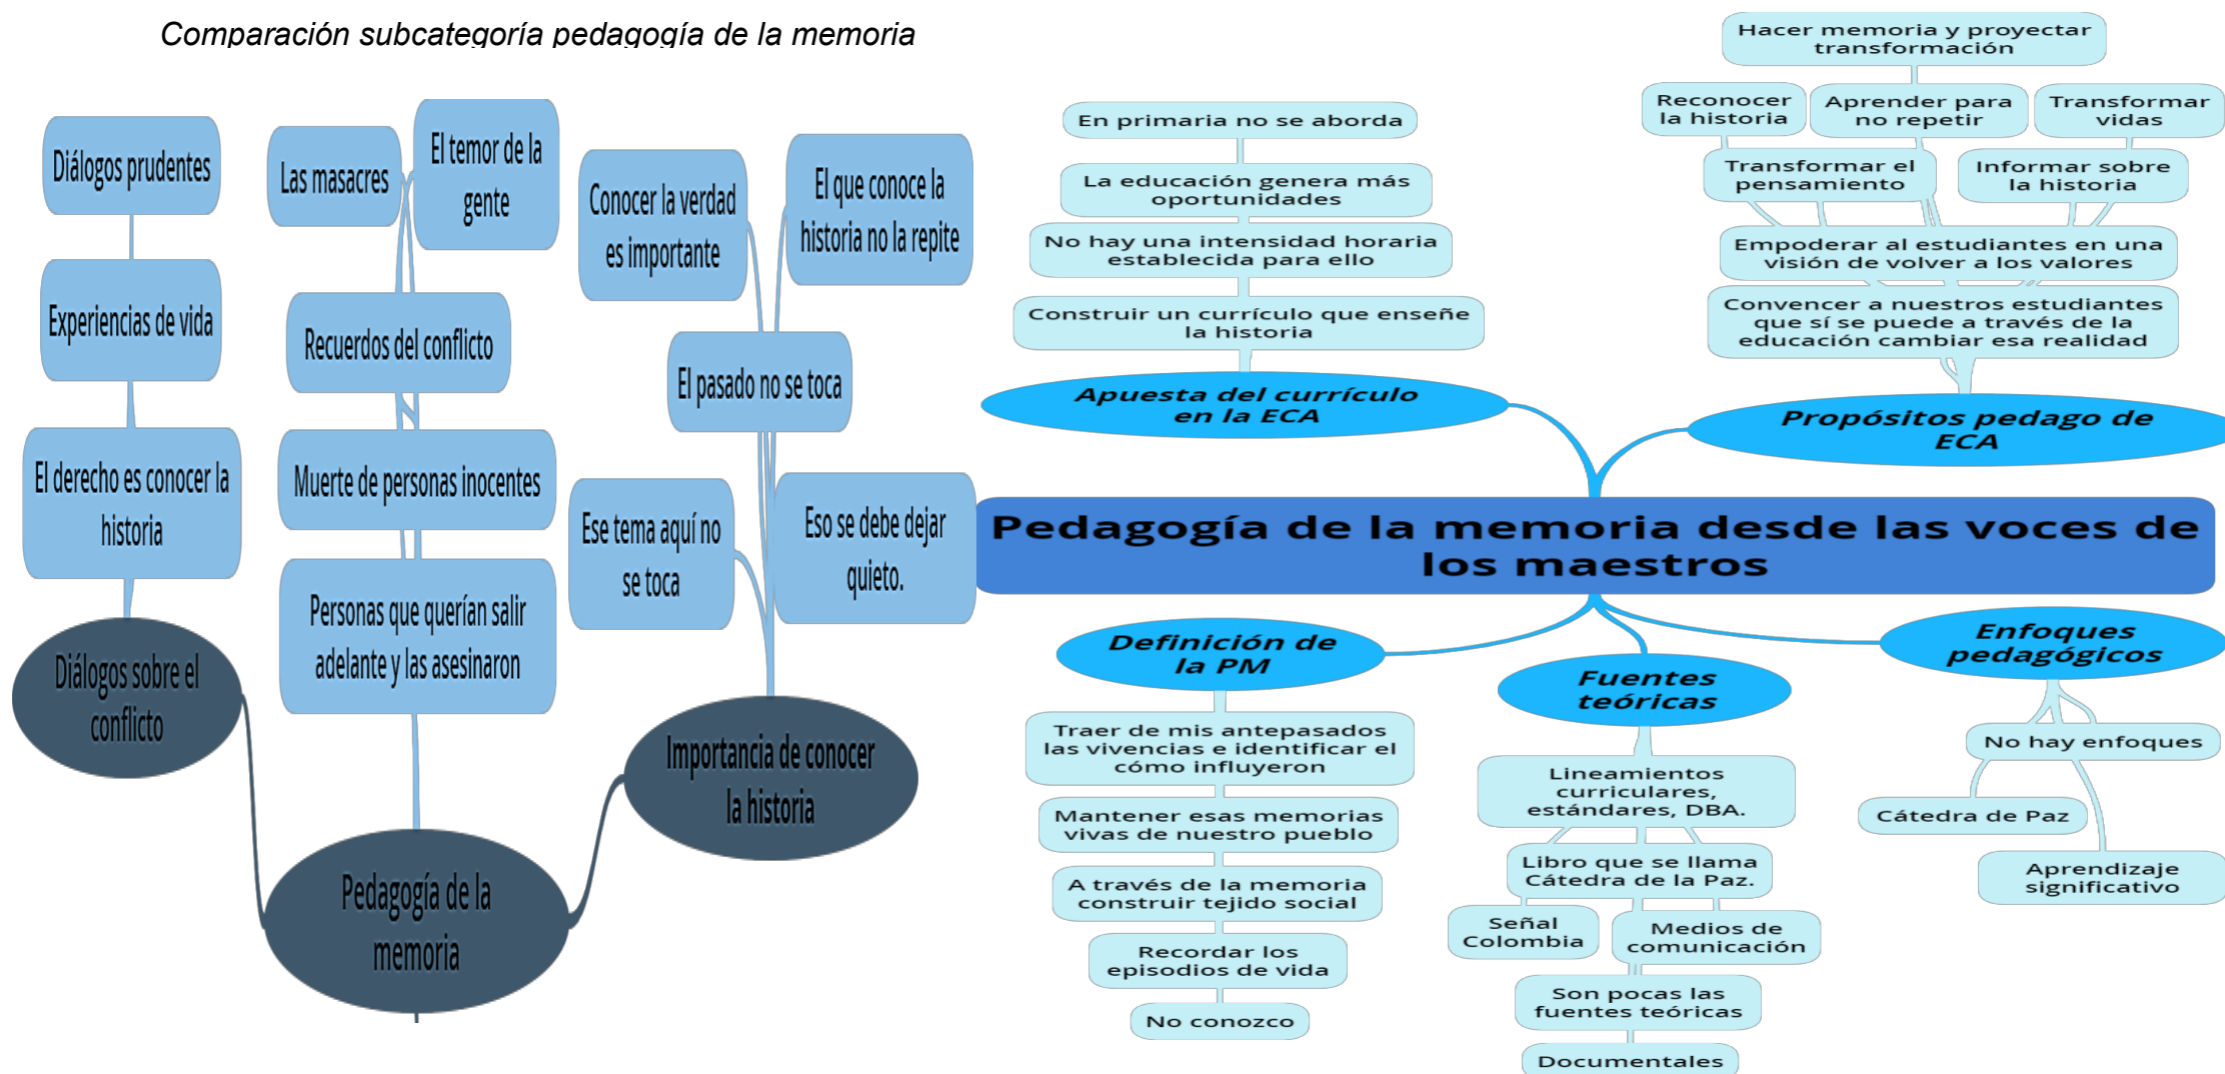 Comparación subcategoría pedagogía de la memoria
Diálogos prudentes
Experiencias de vida
El derecho es conocer la
historia
Diálogos sobre el
conflicto
Las masacres
El temor de la
gente
Recuerdos del conflicto
Muerte de personas inocentes
Personas que querían salir
adelante y las asesinaron
Pedagogía de la
memoria
Conocer la verdad
es importante
El que conoce la
historia no la repite
El pasado no se toca
Ese tema aquí no
se toca
Eso se debe dejar
quieto.
Importancia de conocer
la historia
En primaria no se aborda
La educación genera más
oportunidades
No hay una intensidad horaria
establecida para ello
Construir un currículo que enseñe
la historia
Apuesta del currículo
en la ECA
Hacer memoria y proyectar
transformación
Reconocer
la historia
Aprender para
no repetir
Transformar
vidas
Transformar el
pensamiento
Informar sobre
la historia
Empoderar al estudiantes en una
visión de volver a los valores
Convencer a nuestros estudiantes
que sí se puede a través de la
educación cambiar esa realidad
Propósitos pedago de
ECA
Pedagogía de la memoria desde las voces de
los maestros
Definición de
la PM
Traer de mis antepasados
las vivencias e identificar el
cómo influyeron
Mantener esas memorias
vivas de nuestro pueblo
A través de la memoria
construir tejido social
Recordar los
episodios de vida
No conozco
Fuentes
teóricas
Lineamientos
curriculares,
estándares, DBA.
Libro que se llama
Cátedra de la Paz.
Señal
Colombia
Medios de
comunicación
Son pocas las
fuentes teóricas
Documentales
Enfoques
pedagógicos
No hay enfoques
Cátedra de Paz
Aprendizaje
significativo